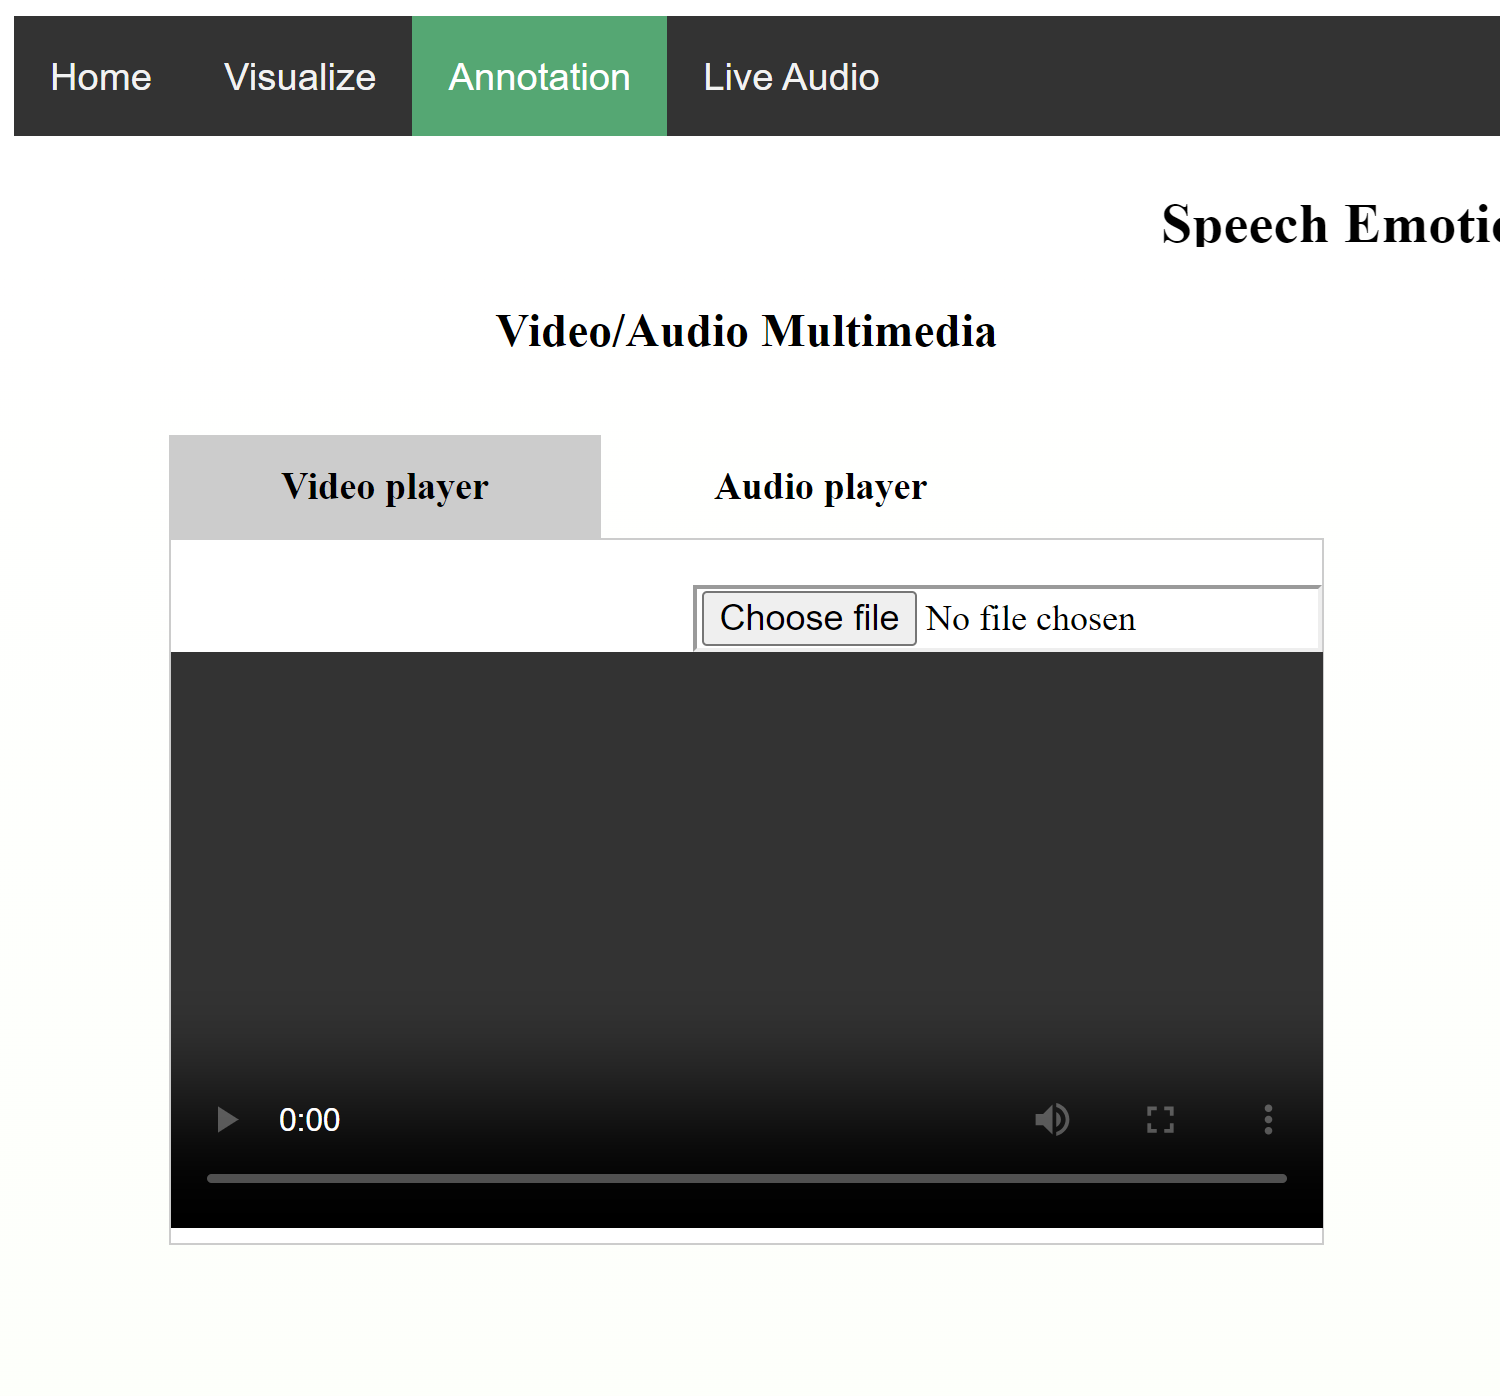 Home Visualize Annotation Live Audio
Speech
Video/Audio Multimedia
Video player Audio player
Choose file No file chosen
0:00